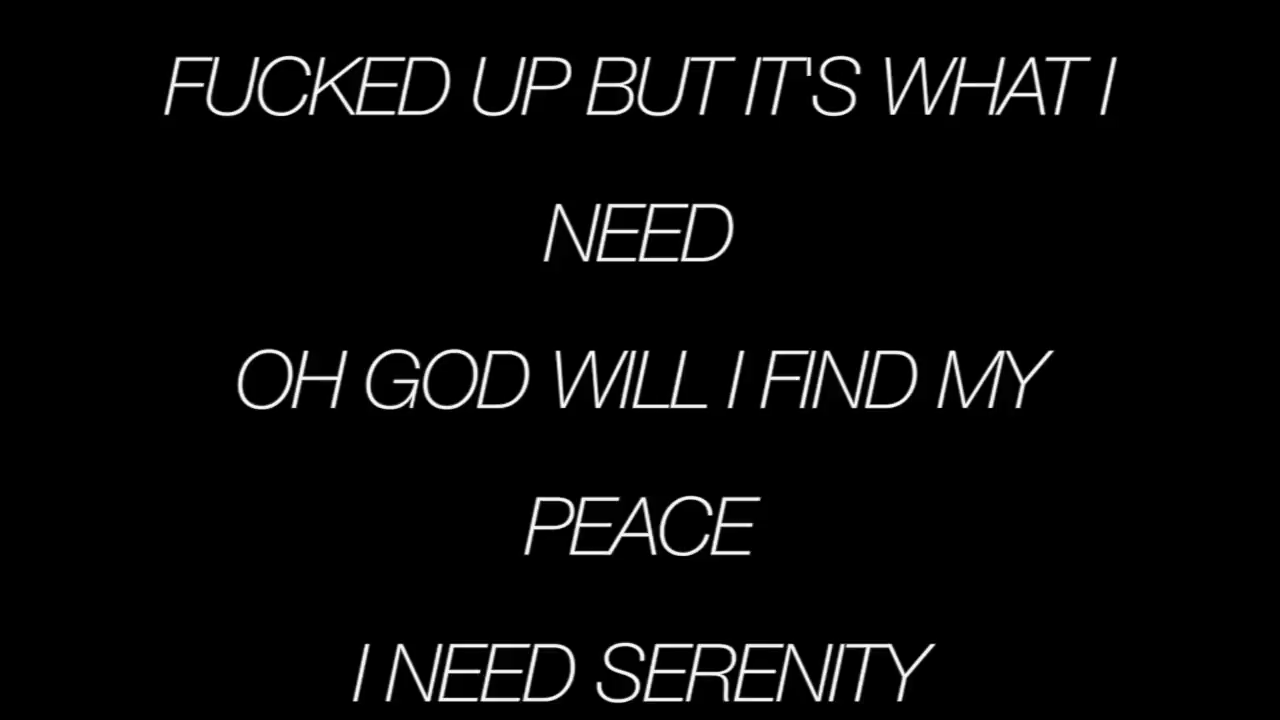 FUCKED UP BUT IT'S WHAT I
NEED
OH GOD WILL I FIND MY
PEACE
I NEED SERENITY